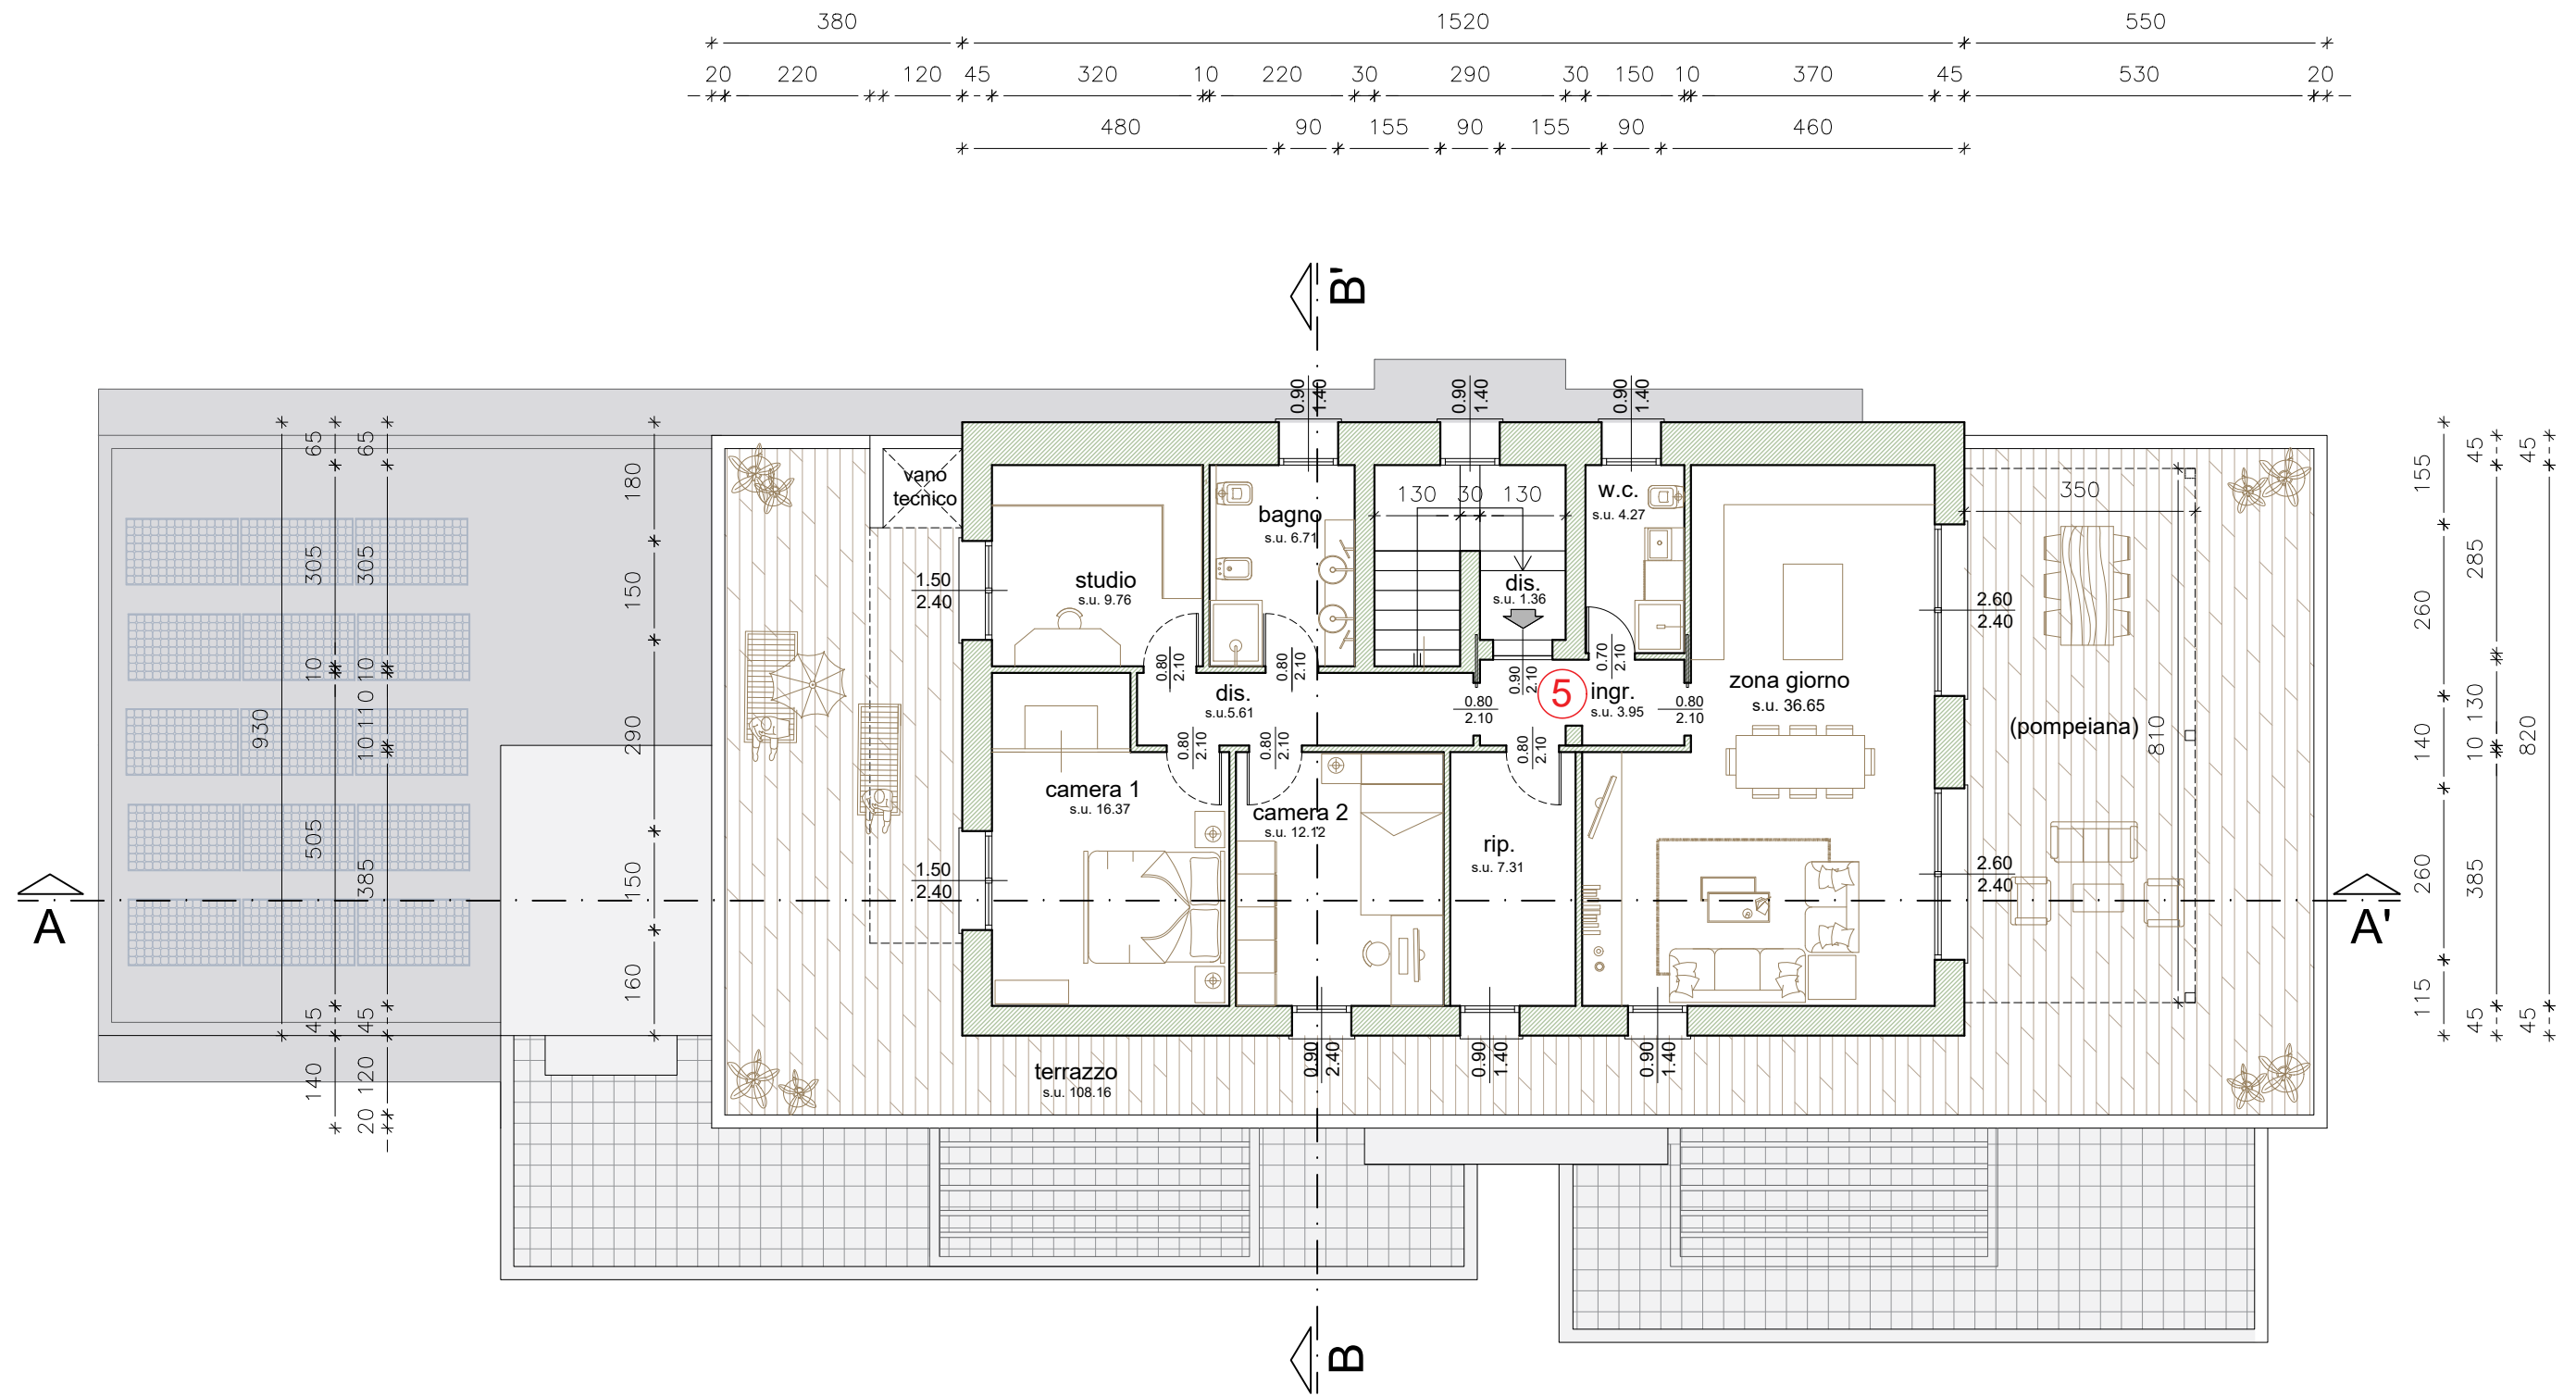 380 1520 550
20 220 120 45 320 10 220 30 290 30 150 10 370 45 530 20
480 90 155 90 155 90 460
B'
0.90
1.40
0.90
1.40
0.90
1.40
65 65
180
155
45 45
vano
tecnico
130 30 130
w.c.
s.u. 4.27
350
bagno
s.u. 6.71
305 305
150
studio
s.u. 9.76
1.50
2.40
dis.
s.u. 1.36
2.60
2.40
260
285
10 10
0.80
2.10
0.80
2.10
0.90
2.10
0.70
2.10
dis.
s.u.5.61
0.80
2.10
5
ingr.
s.u. 3.95
0.80
2.10
zona giorno
s.u. 36.65
(pompeiana)
810
930
110
10
290
0.80
2.10
0.80
2.10
0.80
2.10
140
130
10
820
camera 1
s.u. 16.37
camera 2
s.u. 12.12
rip.
s.u. 7.31
505
385
150
1.50
2.40
2.60
2.40
260
385
A
A'
160
45 45
115
45 45
140
120
20
terrazzo
s.u. 108.16
0.90
2.40
0.90
1.40
0.90
1.40
B